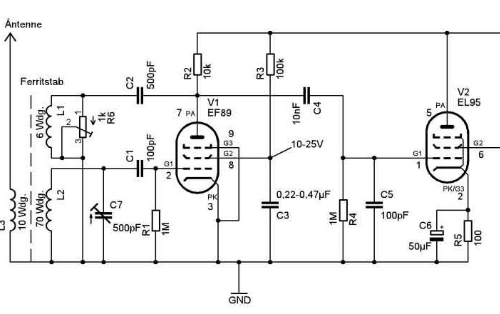 Antenne
Ferritstab
L1
6 Wdg.
1
2
3
1k
R6
C2
500pF
R2
10k
R3
100k
10nF
C4
V1
EF89
7 PA
9
G3
G2
8
G1
2
PK
3
10-25V
C1
100pF
L2
70 Wdg.
L3
10 Wdg.
C7
500pF
R1
1M
0,22-0,47µF
C3
1M
R4
C5
100pF
V2
EL95
5
PA
G2
6
G1
1
PK/G3
2
C6
50µF
R5
100
GND